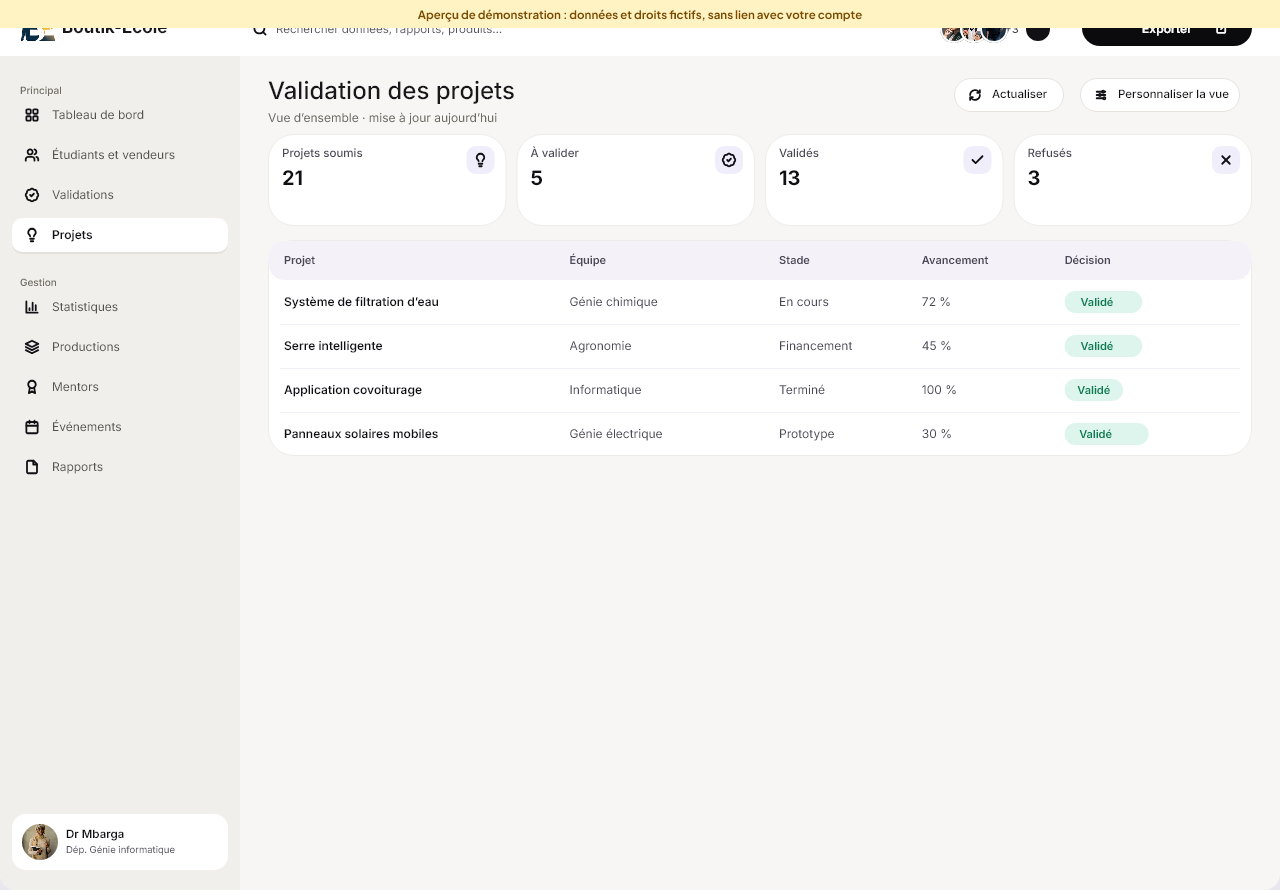 Aperçu de démonstration : données et droits fictifs, sans lien avec votre compte
Boutik-École
Rechercher données, rapports, produits...
+3
Exporter
Principal
Tableau de bord
Étudiants et vendeurs
Validations
Projets
Gestion
Statistiques
Productions
Mentors
Événements
Rapports
Dr Mbarga
Dép. Génie informatique
Validation des projets
Vue d’ensemble · mise à jour aujourd’hui
Actualiser
Personnaliser la vue
Projets soumis
21
À valider
5
Validés
13
Refusés
3
Projet Équipe Stade Avancement Décision
Système de filtration d’eau Génie chimique En cours 72 % Validé
Serre intelligente Agronomie Financement 45 % Validé
Application covoiturage Informatique Terminé 100 % Validé
Panneaux solaires mobiles Génie électrique Prototype 30 % Validé